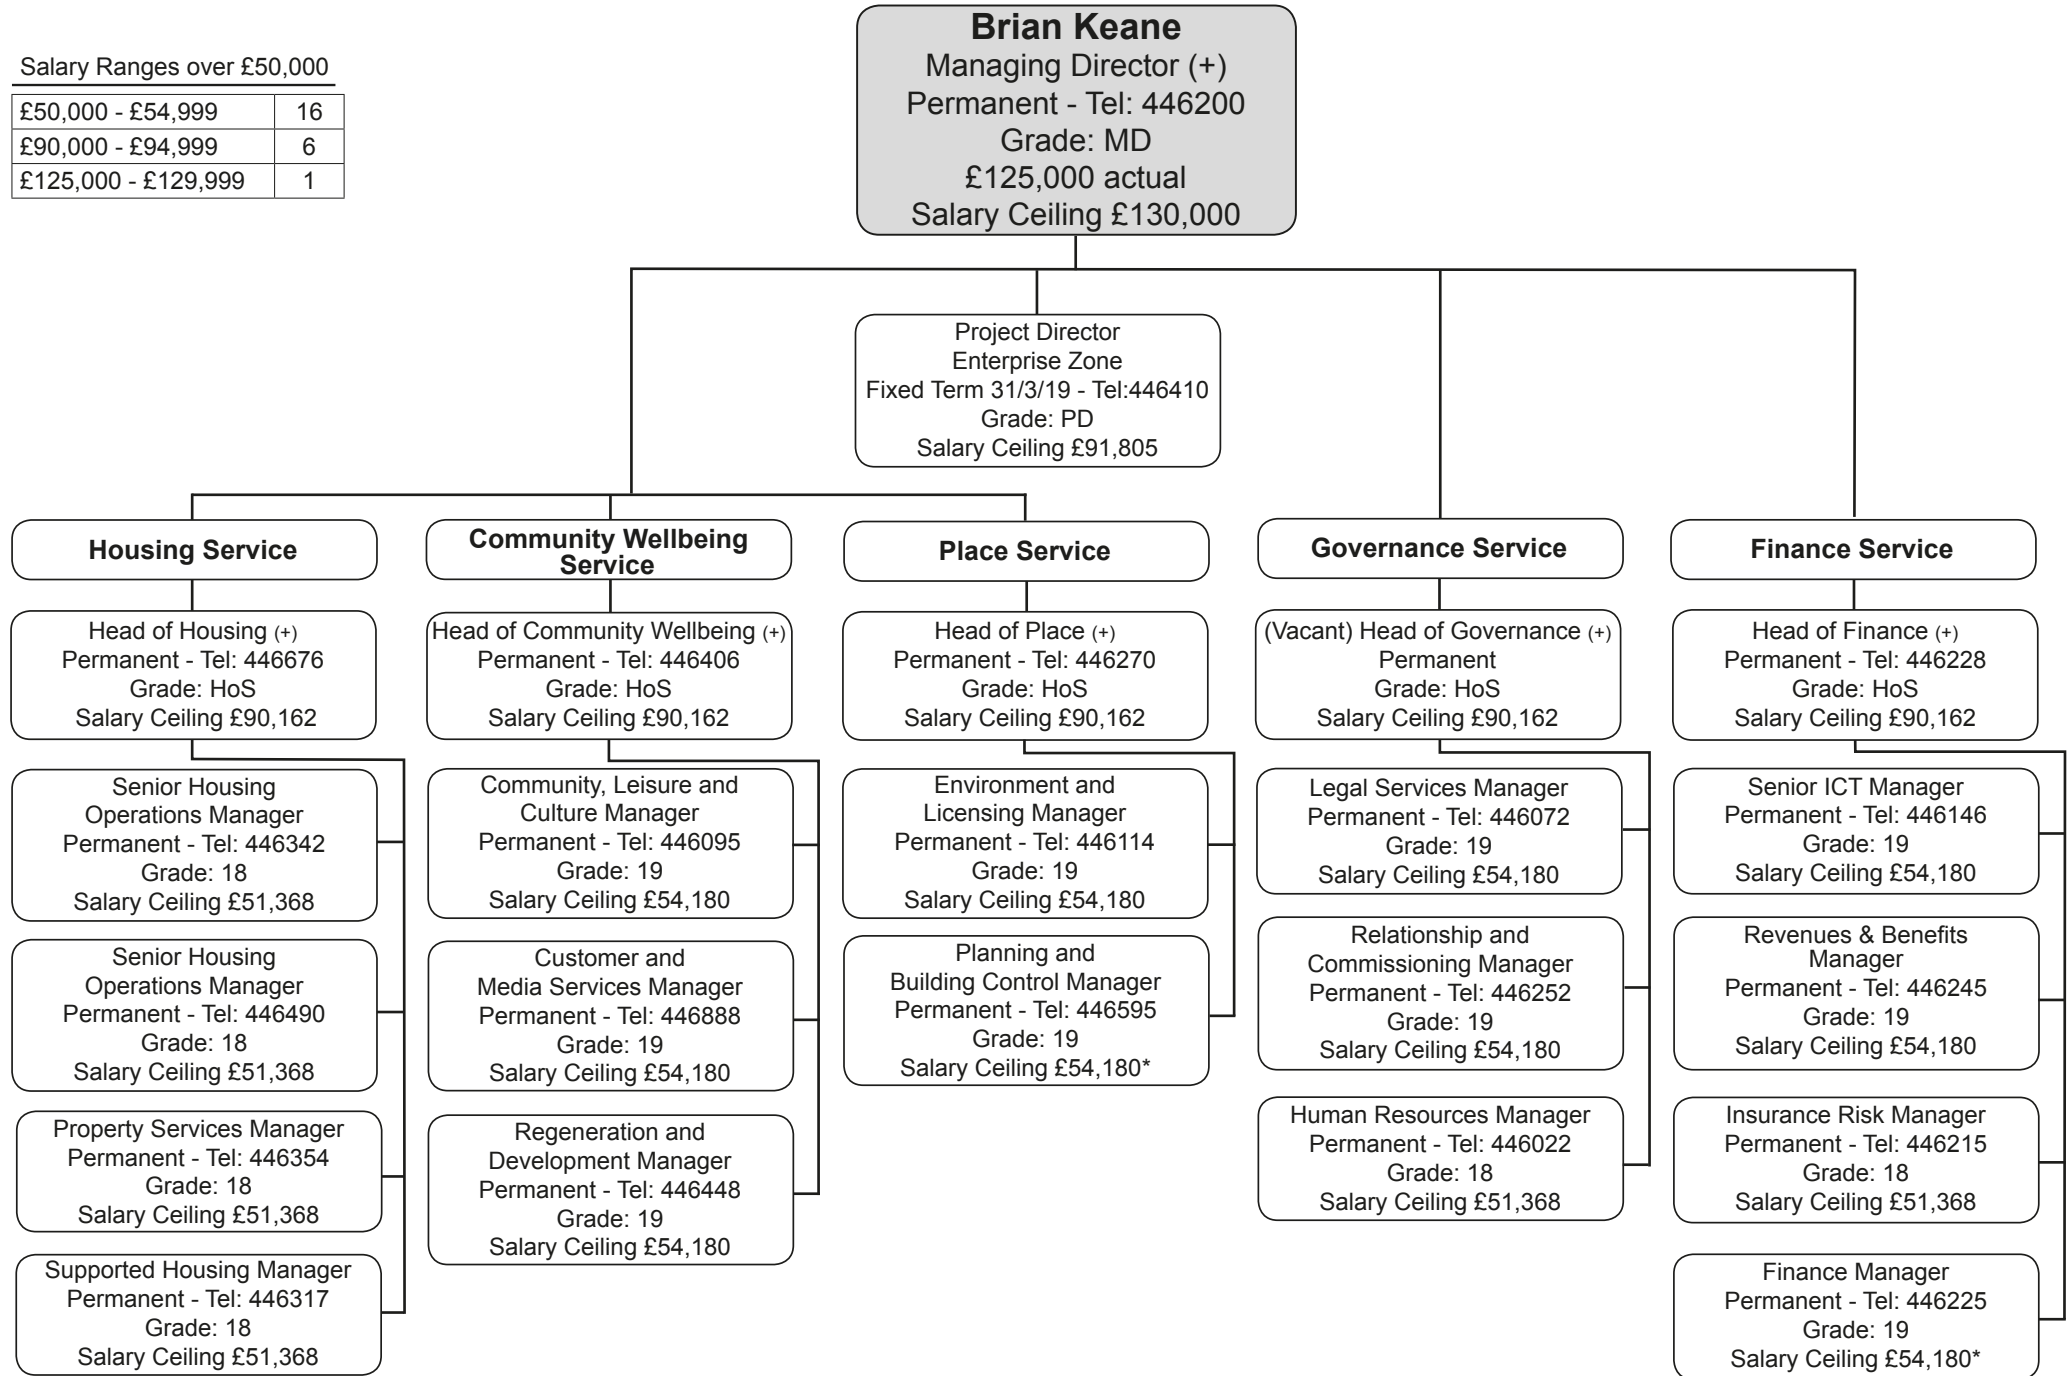 Salary Ranges over £50,000
£50,000 - £54,999 16
£90,000 - £94,999 6
£125,000 - £129,999 1
Brian Keane
Managing Director (+)
Permanent - Tel: 446200
Grade: MD
£125,000 actual
Salary Ceiling £130,000
Project Director
Enterprise Zone
Fixed Term 31/3/19 - Tel:446410
Grade: PD
Salary Ceiling £91,805
Housing Service
Head of Housing (+)
Permanent - Tel: 446676
Grade: HoS
Salary Ceiling £90,162
Senior Housing
Operations Manager
Permanent - Tel: 446342
Grade: 18
Salary Ceiling £51,368
Senior Housing
Operations Manager
Permanent - Tel: 446490
Grade: 18
Salary Ceiling £51,368
Property Services Manager
Permanent - Tel: 446354
Grade: 18
Salary Ceiling £51,368
Supported Housing Manager
Permanent - Tel: 446317
Grade: 18
Salary Ceiling £51,368
Community Wellbeing
Service
Head of Community Wellbeing (+)
Permanent - Tel: 446406
Grade: HoS
Salary Ceiling £90,162
Community, Leisure and
Culture Manager
Permanent - Tel: 446095
Grade: 19
Salary Ceiling £54,180
Customer and
Media Services Manager
Permanent - Tel: 446888
Grade: 19
Salary Ceiling £54,180
Regeneration and
Development Manager
Permanent - Tel: 446448
Grade: 19
Salary Ceiling £54,180
Place Service
Head of Place (+)
Permanent - Tel: 446270
Grade: HoS
Salary Ceiling £90,162
Environment and
Licensing Manager
Permanent - Tel: 446114
Grade: 19
Salary Ceiling £54,180
Planning and
Building Control Manager
Permanent - Tel: 446595
Grade: 19
Salary Ceiling £54,180*
Governance Service
(Vacant) Head of Governance (+)
Permanent
Grade: HoS
Salary Ceiling £90,162
Legal Services Manager
Permanent - Tel: 446072
Grade: 19
Salary Ceiling £54,180
Relationship and
Commissioning Manager
Permanent - Tel: 446252
Grade: 19
Salary Ceiling £54,180
Human Resources Manager
Permanent - Tel: 446022
Grade: 18
Salary Ceiling £51,368
Finance Service
Head of Finance (+)
Permanent - Tel: 446228
Grade: HoS
Salary Ceiling £90,162
Senior ICT Manager
Permanent - Tel: 446146
Grade: 19
Salary Ceiling £54,180
Revenues & Benefits
Manager
Permanent - Tel: 446245
Grade: 19
Salary Ceiling £54,180
Insurance Risk Manager
Permanent - Tel: 446215
Grade: 18
Salary Ceiling £51,368
Finance Manager
Permanent - Tel: 446225
Grade: 19
Salary Ceiling £54,180*